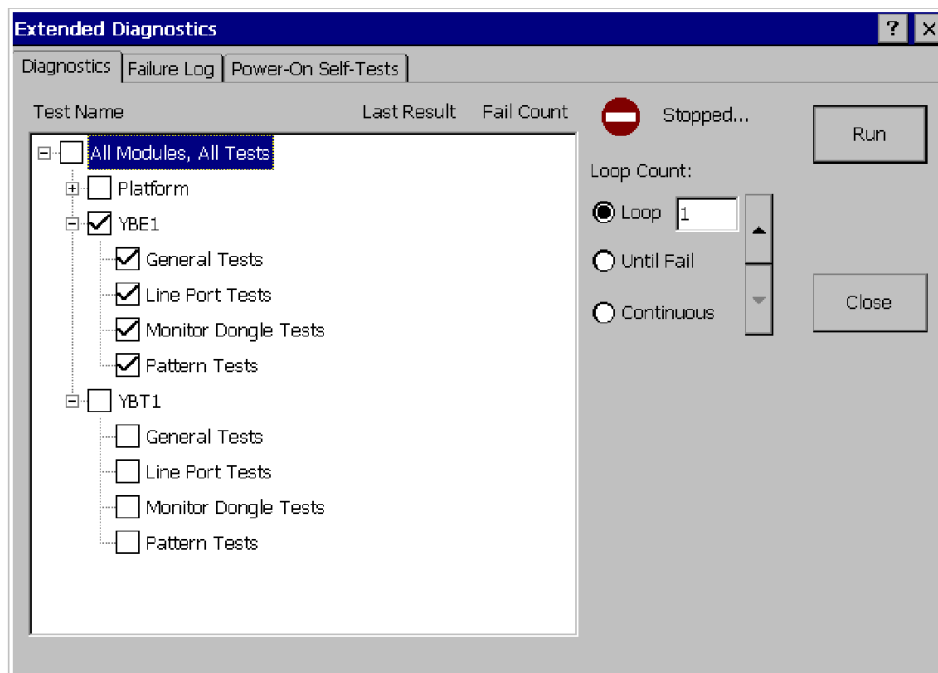 Extended Diagnostics
Diagnostics Failure Log Power-On Self-Tests
Test Name Last Result Fail Count
Stopped...
Run
All Modules, All Tests
Platform
YBE1
General Tests
Line Port Tests
Monitor Dongle Tests
Pattern Tests
YBT1
General Tests
Line Port Tests
Monitor Dongle Tests
Pattern Tests
Loop Count:
Loop 1
Until Fail
Continuous
Close